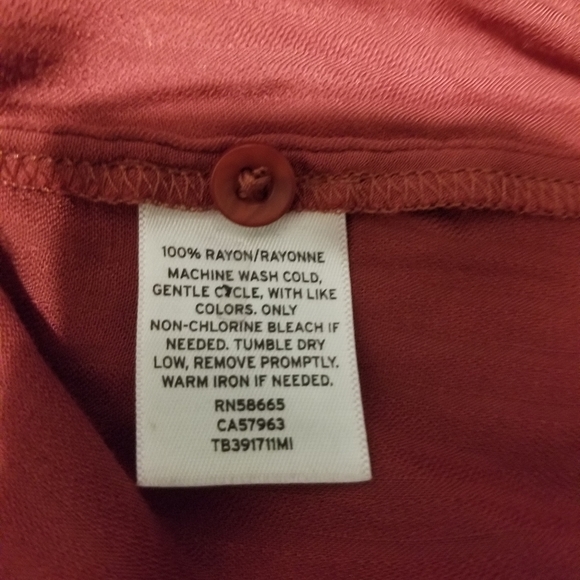 100% RAYON/RAYONNE
MACHINE WASH COLD,
GENTLE CYCLE, WITH LIKE
COLORS. ONLY
NON-CHLORINE BLEACH IF
NEEDED. TUMBLE DRY
LOW, REMOVE PROMPTLY.
WARM IRON IF NEEDED.
RN58665
CA57963
TB391711MI